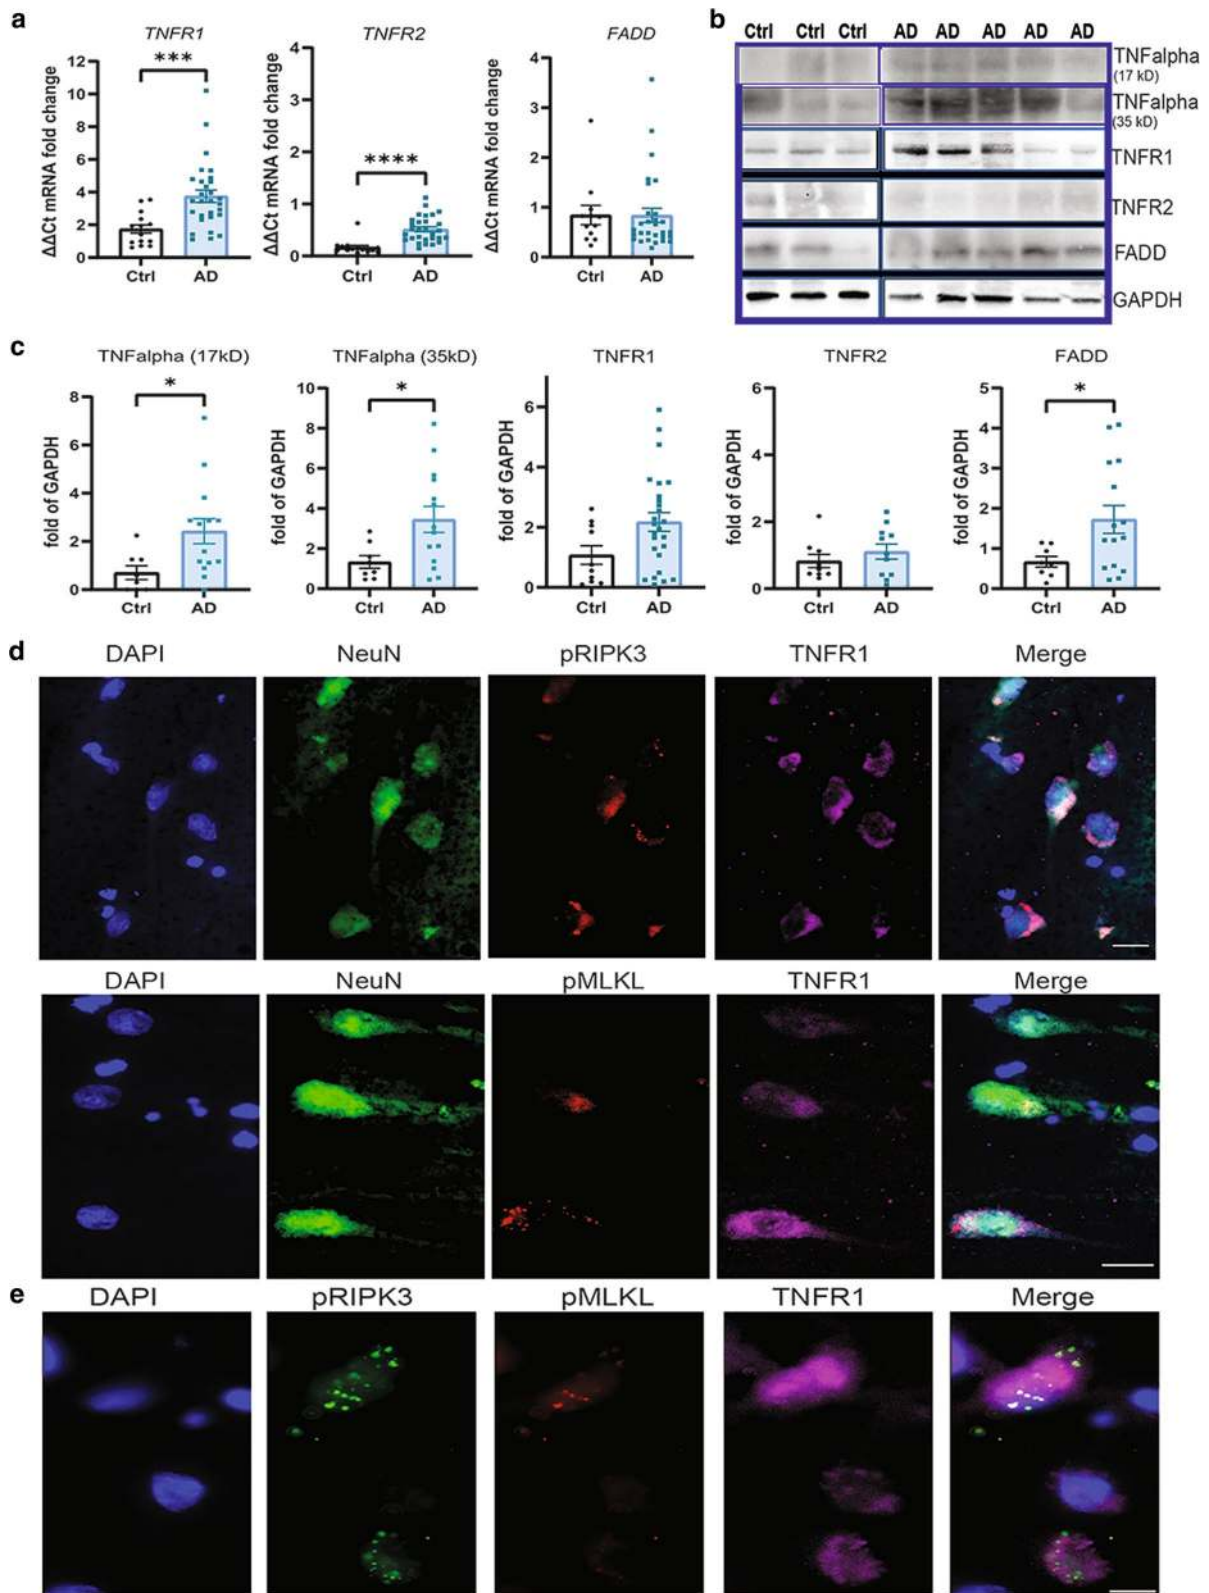 a
TNFR1
***
ΔΔCt mRNA fold change
12
10
8
6
4
2
0
Ctrl
AD
TNFR2
****
ΔΔCt mRNA fold change
4
3
2
1
0
Ctrl
AD
FADD
ΔΔCt mRNA fold change
4
3
2
1
0
Ctrl
AD
b
Ctrl Ctrl Ctrl AD AD AD AD AD
TNFalpha
(17 kD)
TNFalpha
(35 kD)
TNFR1
TNFR2
FADD
GAPDH
c
TNFalpha (17kD)
*
fold of GAPDH
8
6
4
2
0
Ctrl
AD
TNFalpha (35kD)
*
fold of GAPDH
10
8
6
4
2
0
Ctrl
AD
TNFR1
fold of GAPDH
6
4
2
0
Ctrl
AD
TNFR2
fold of GAPDH
6
4
2
0
Ctrl
AD
FADD
*
fold of GAPDH
5
4
3
2
1
0
Ctrl
AD
d
DAPI NeuN pRIPK3 TNFR1 Merge
DAPI NeuN pMLKL TNFR1 Merge
e
DAPI pRIPK3 pMLKL TNFR1 Merge